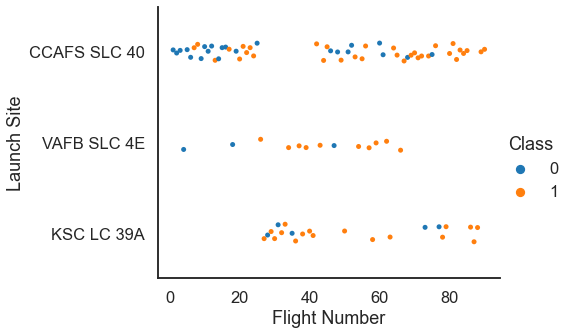 CCAFS SLC 40
VAFB SLC 4E
KSC LC 39A
Launch Site
0 20 40 60 80
Flight Number
Class
0
1